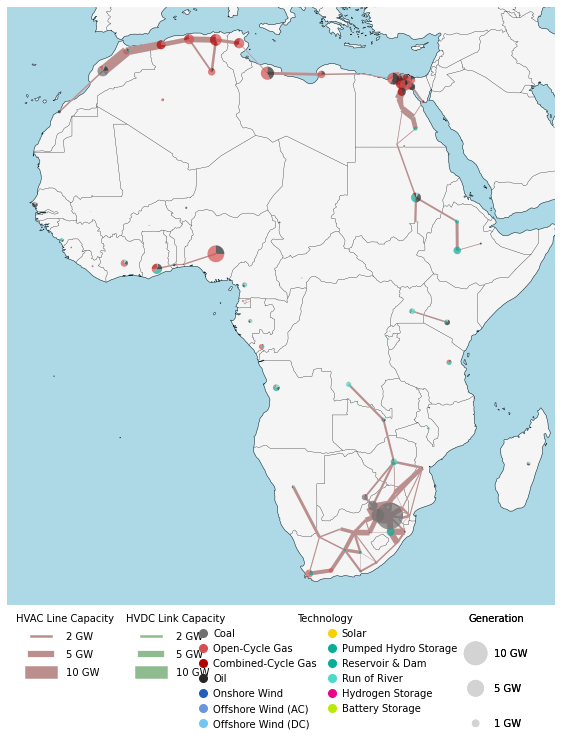 HVAC Line Capacity
2 GW
5 GW
10 GW
HVDC Link Capacity
2 GW
5 GW
10 GW
Technology
Coal
Open-Cycle Gas
Combined-Cycle Gas
Oil
Onshore Wind
Offshore Wind (AC)
Offshore Wind (DC)
Solar
Pumped Hydro Storage
Reservoir & Dam
Run of River
Hydrogen Storage
Battery Storage
Generation
10 GW
5 GW
1 GW